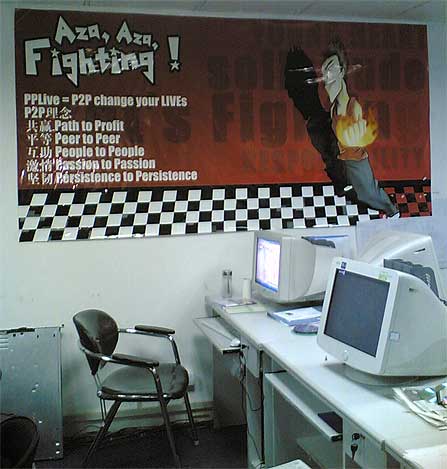 Aza, Aza,
Fighting!
PPLive = P2P change your LIVEs
P2P理念
共赢 Path to Profit
平等 Peer to Peer
互助 People to People
激情 Passion to Passion
坚韧 Persistence to Persistence